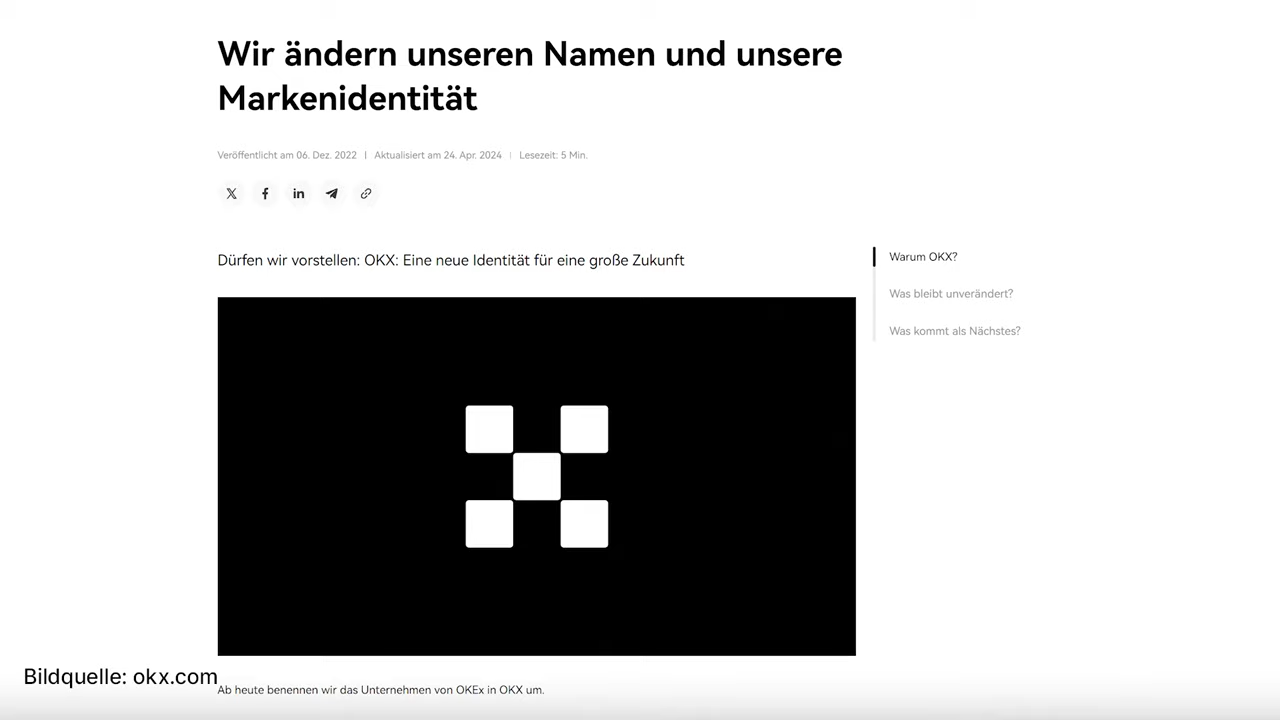 Wir ändern unseren Namen und unsere
Markenidentität
Veröffentlicht am 06. Dez. 2022 | Aktualisiert am 24. Apr. 2024 | Lesezeit: 5 Min.
Dürfen wir vorstellen: OKX: Eine neue Identität für eine große Zukunft
Warum OKX?
Was bleibt unverändert?
Was kommt als Nächstes?
Bildquelle: okx.com
Ab heute benennen wir das Unternehmen von OKEx in OKX um.